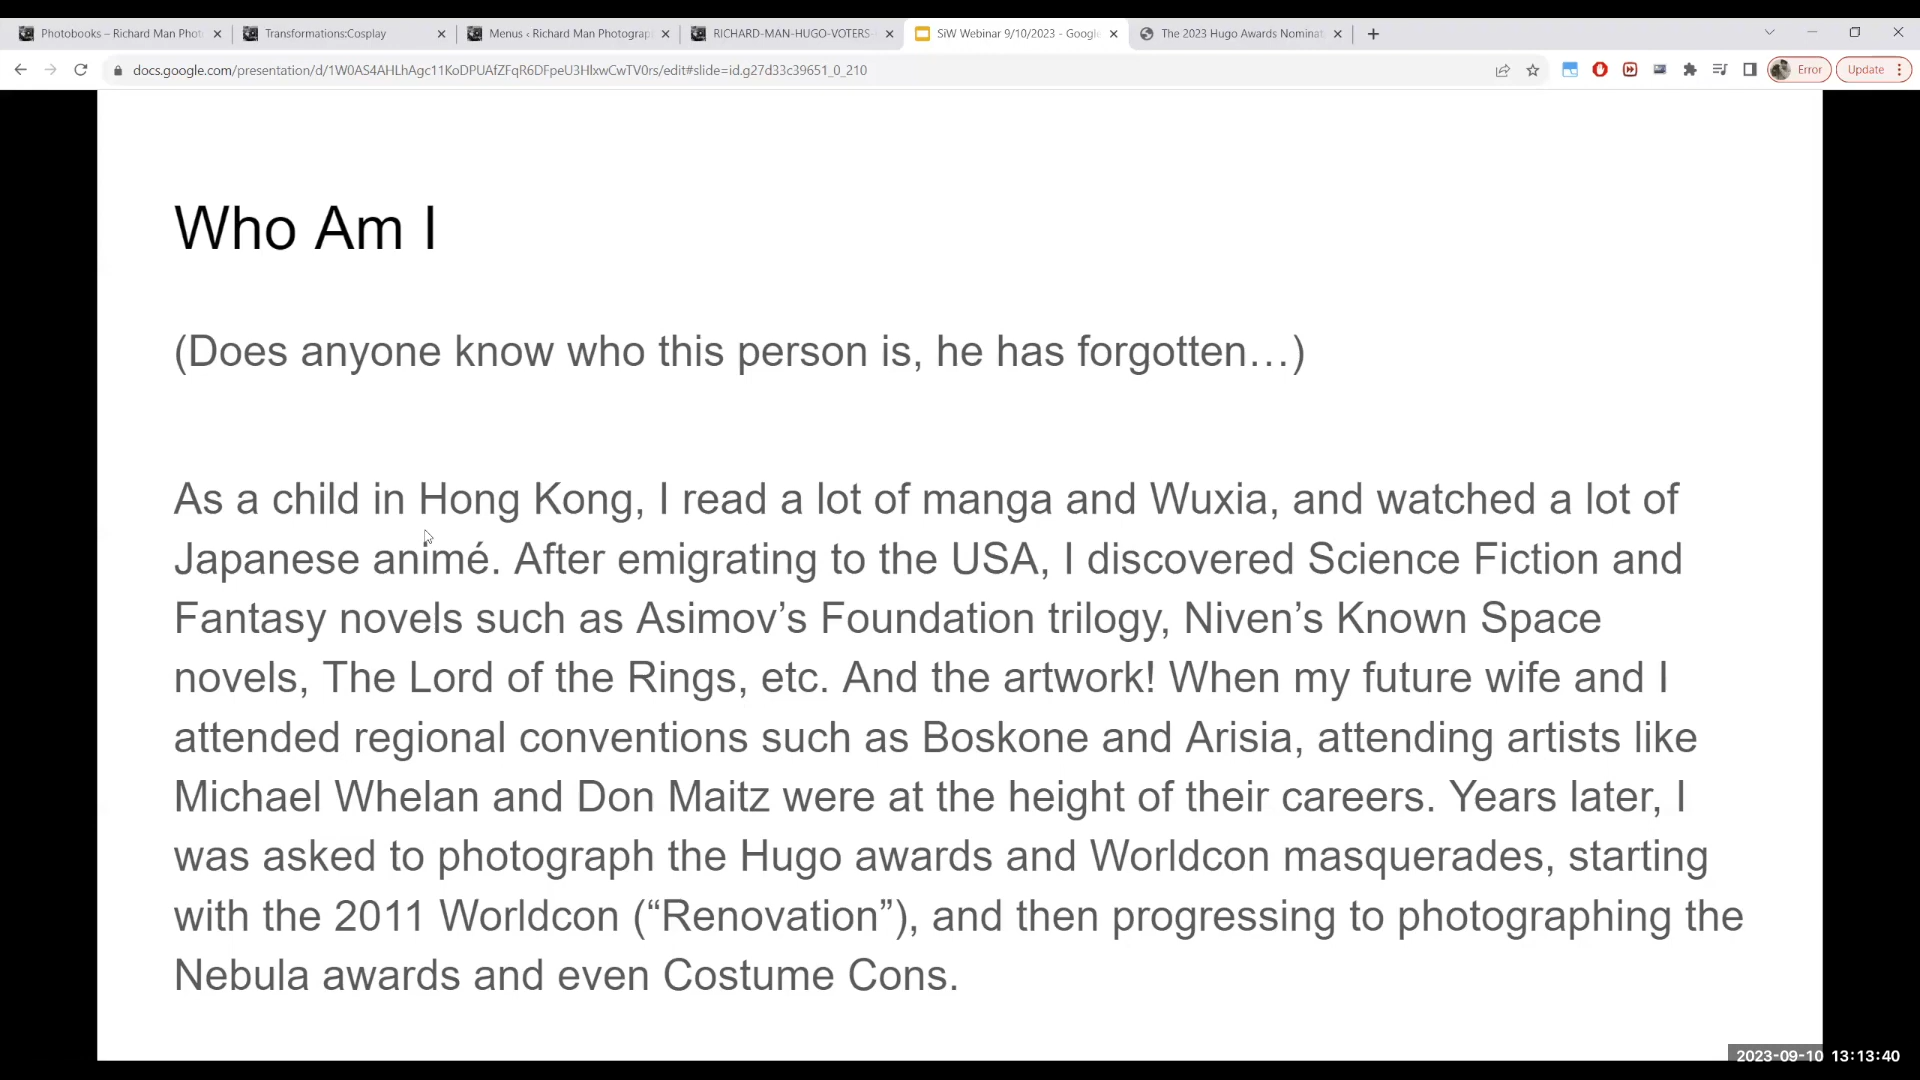 Photobooks – Richard Man Phot
Transformations:Cosplay
Menus ‹ Richard Man Photograp
RICHARD-MAN-HUGO-VOTERS-
SiW Webinar 9/10/2023 - Google
The 2023 Hugo Awards Nominat
docs.google.com/presentation/d/1W0AS4AHLhAgc11KoDPUAfZFqR6DFpeU3HlxwCwTV0rs/edit#slide=id.g27d33c39651_0_210
Error
Update
Who Am I
(Does anyone know who this person is, he has forgotten…)
As a child in Hong Kong, I read a lot of manga and Wuxia, and watched a lot of
Japanese animé. After emigrating to the USA, I discovered Science Fiction and
Fantasy novels such as Asimov’s Foundation trilogy, Niven’s Known Space
novels, The Lord of the Rings, etc. And the artwork! When my future wife and I
attended regional conventions such as Boskone and Arisia, attending artists like
Michael Whelan and Don Maitz were at the height of their careers. Years later, I
was asked to photograph the Hugo awards and Worldcon masquerades, starting
with the 2011 Worldcon (“Renovation”), and then progressing to photographing the
Nebula awards and even Costume Cons.
2023-09-10 13:13:40